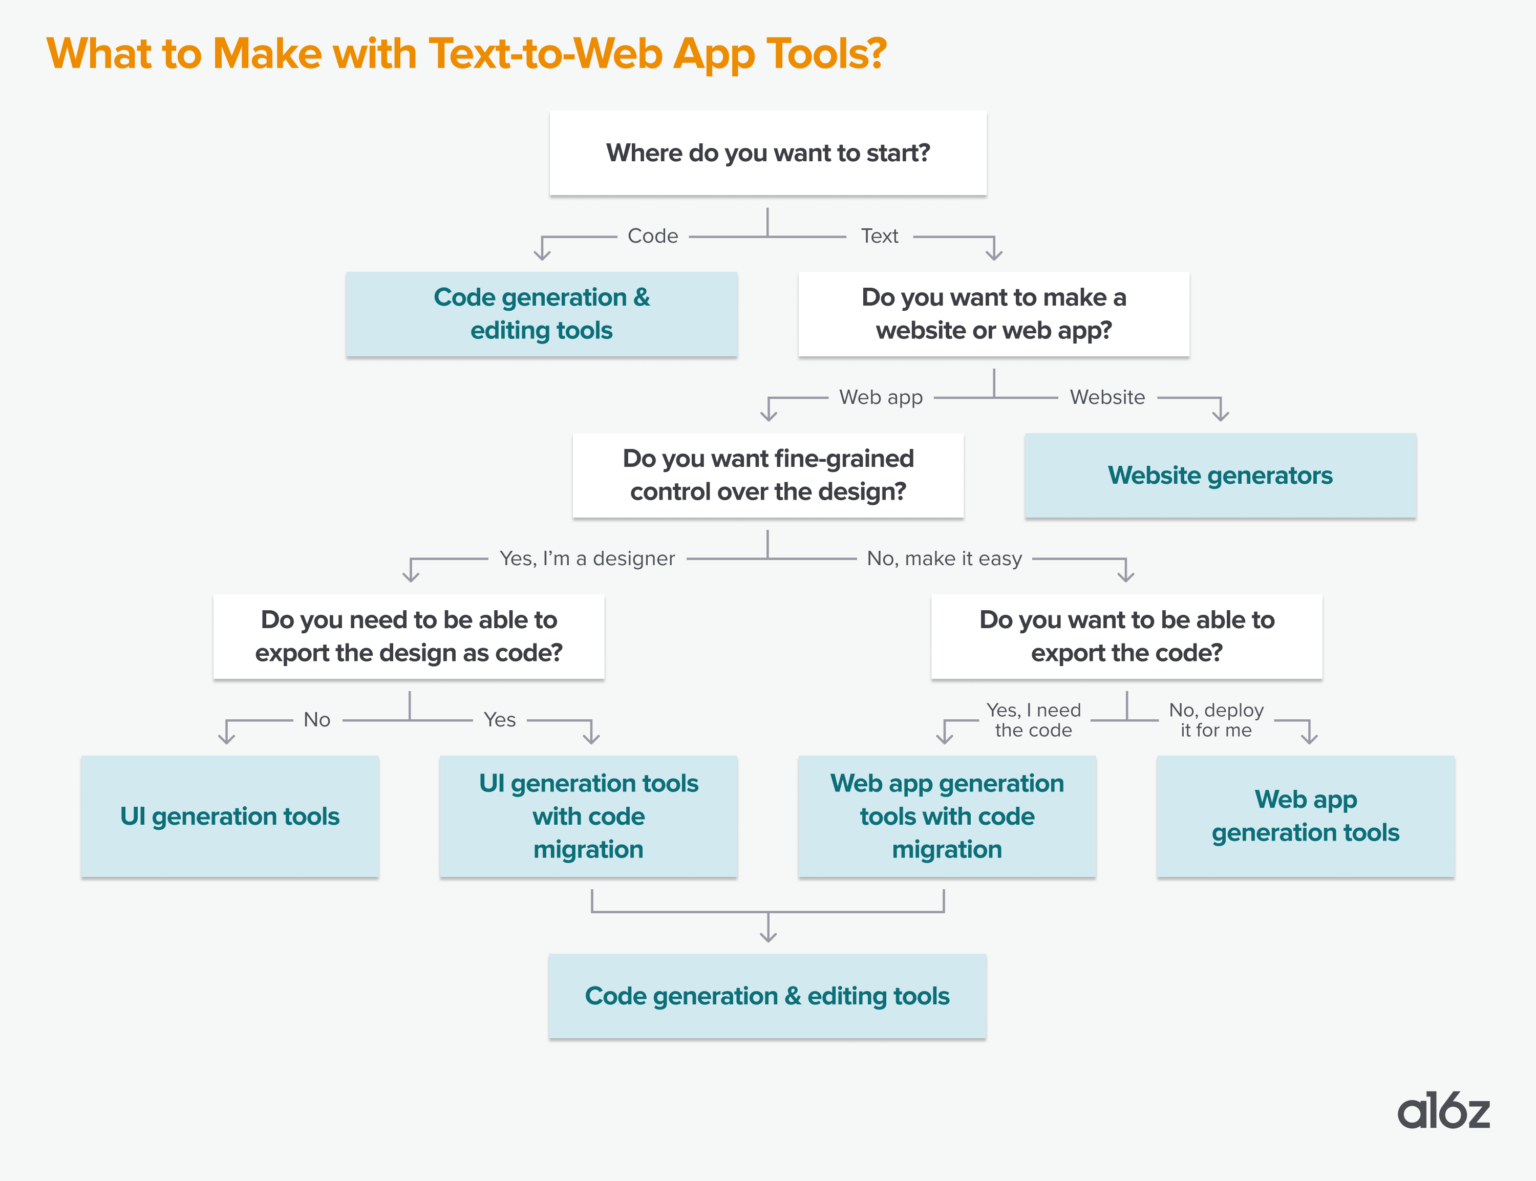 What to Make with Text-to-Web App Tools?
Where do you want to start?
Code
Text
Code generation &
editing tools
Do you want to make a
website or web app?
Web app
Website
Do you want fine-grained
control over the design?
Website generators
Yes, I’m a designer
No, make it easy
Do you need to be able to
export the design as code?
Do you want to be able to
export the code?
No
Yes
Yes, I need
the code
No, deploy
it for me
UI generation tools
UI generation tools
with code
migration
Web app generation
tools with code
migration
Web app
generation tools
Code generation & editing tools
a16z